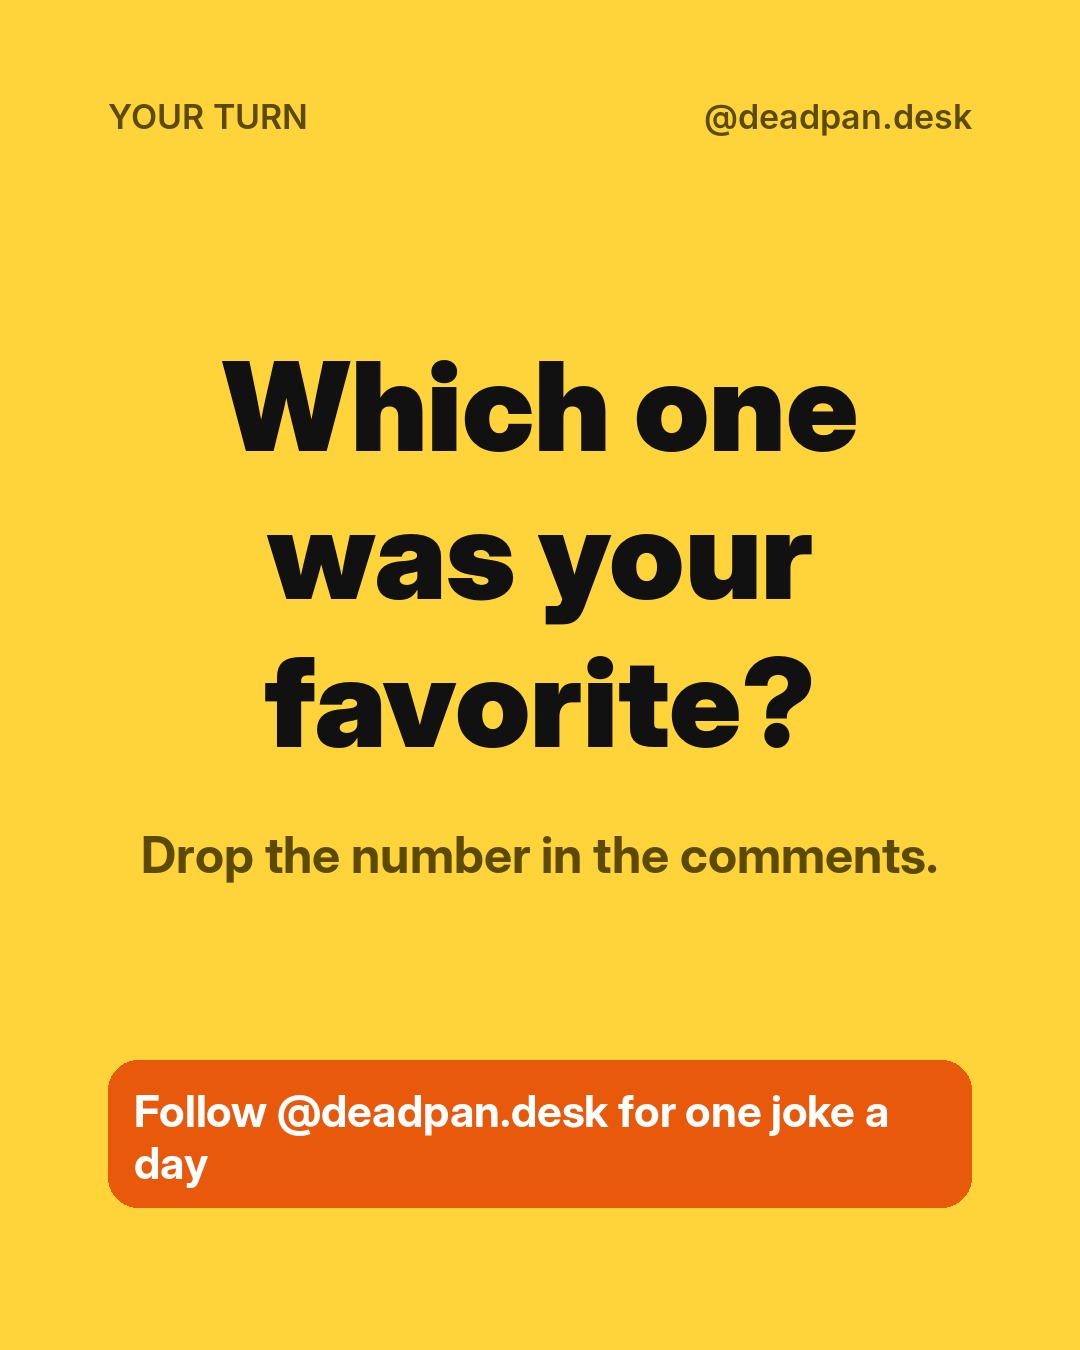 YOUR TURN
@deadpan.desk
Which one
was your
favorite?
Drop the number in the comments.
Follow @deadpan.desk for one joke a
day